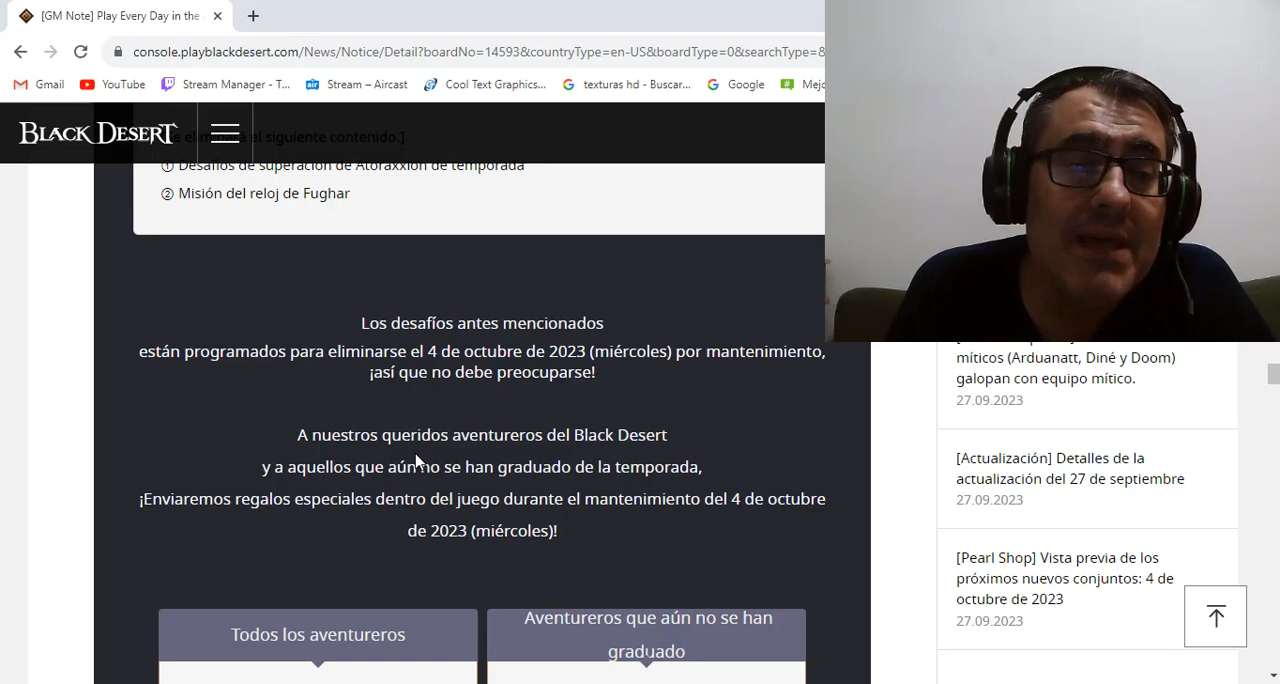 [GM Note] Play Every Day in the
console.playblackdesert.com/News/Notice/Detail?boardNo=14593&countryType=en-US&boardType=0&searchType=&
Gmail
YouTube
Stream Manager - T...
Stream – Aircast
Cool Text Graphics...
texturas hd - Buscar...
Google
Mejo
BLACK DESERT
el siguiente contenido.]
① Desafíos de superación de Atoraxxion de temporada
② Misión del reloj de Fughar
Los desafíos antes mencionados
están programados para eliminarse el 4 de octubre de 2023 (miércoles) por mantenimiento,
¡así que no debe preocuparse!
A nuestros queridos aventureros del Black Desert
y a aquellos que aún no se han graduado de la temporada,
¡Enviaremos regalos especiales dentro del juego durante el mantenimiento del 4 de octubre
de 2023 (miércoles)!
Todos los aventureros
Aventureros que aún no se han
graduado
míticos (Arduanatt, Diné y Doom)
galopan con equipo mítico.
27.09.2023
[Actualización] Detalles de la
actualización del 27 de septiembre
27.09.2023
[Pearl Shop] Vista previa de los
próximos nuevos conjuntos: 4 de
octubre de 2023
27.09.2023